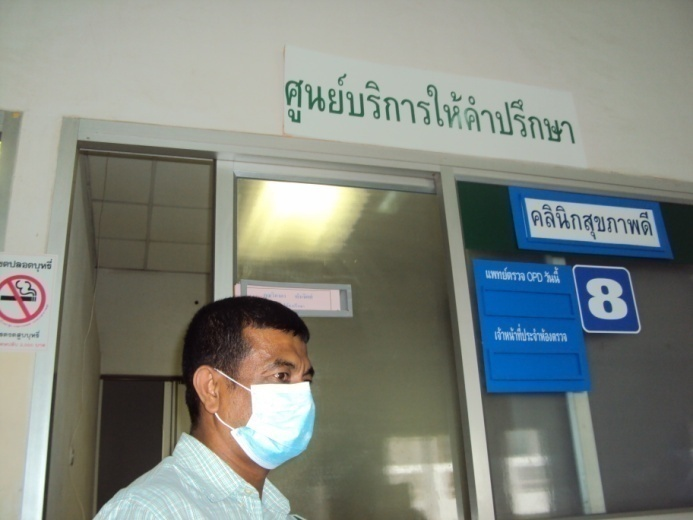 ศูนย์บริการให้คำปรึกษา
คลินิกสุขภาพดี
แพทย์ตรวจ OPD วันนี้
8
เจ้าหน้าที่ประจำห้องตรวจ